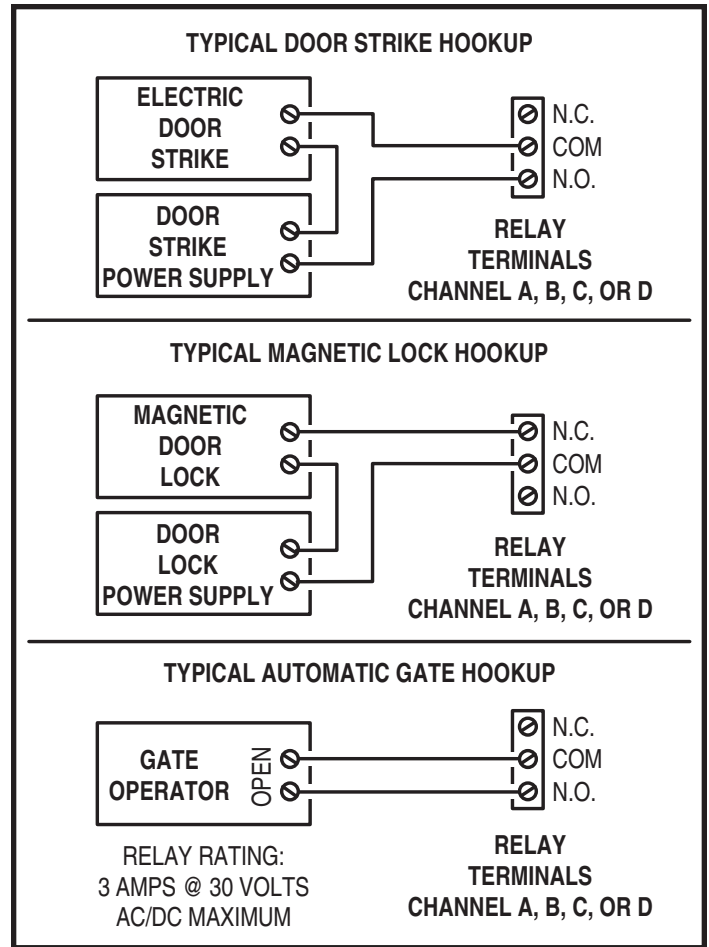 TYPICAL DOOR STRIKE HOOKUP
ELECTRIC
DOOR
STRIKE
DOOR
STRIKE
POWER SUPPLY
N.C.
COM
N.O.
RELAY
TERMINALS
CHANNEL A, B, C, OR D
TYPICAL MAGNETIC LOCK HOOKUP
MAGNETIC
DOOR
LOCK
DOOR
LOCK
POWER SUPPLY
N.C.
COM
N.O.
RELAY
TERMINALS
CHANNEL A, B, C, OR D
TYPICAL AUTOMATIC GATE HOOKUP
GATE
OPERATOR
OPEN
RELAY RATING:
3 AMPS @ 30 VOLTS
AC/DC MAXIMUM
N.C.
COM
N.O.
RELAY
TERMINALS
CHANNEL A, B, C, OR D